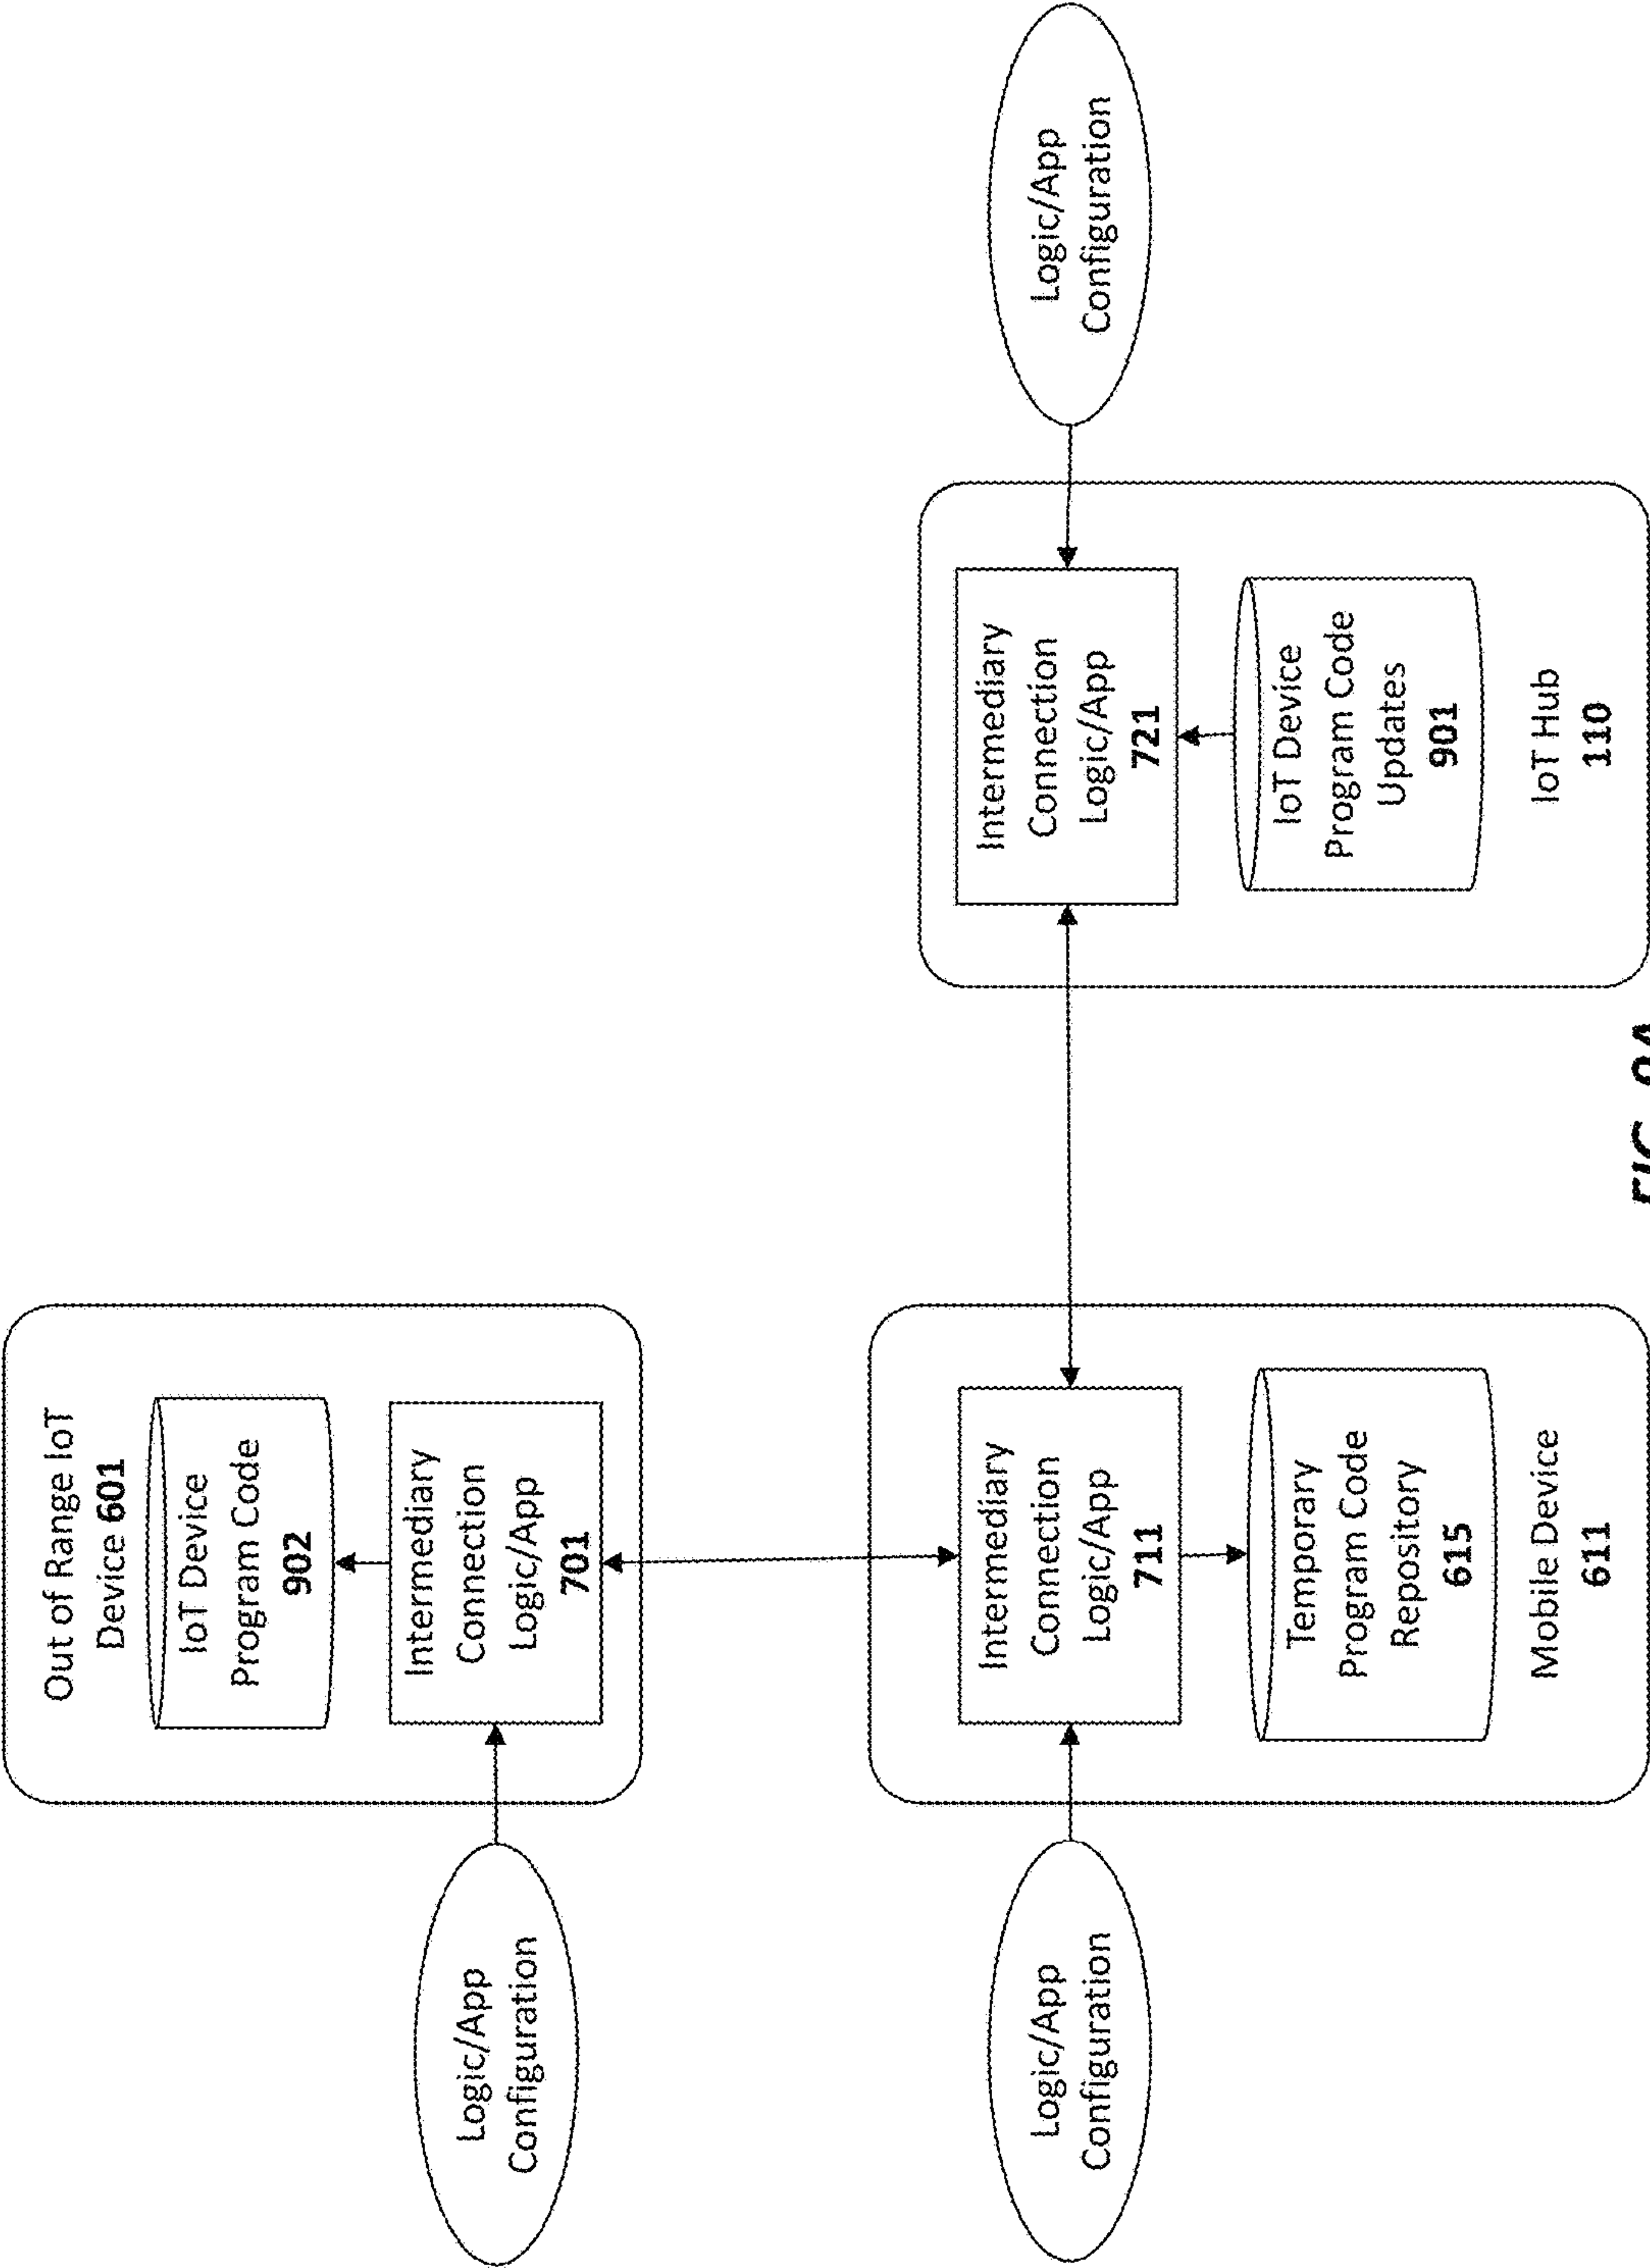 Out of Range IoT
Device 601
IoT Device
Program Code
902
Intermediary
Connection
Logic/App
701
Logic/App
Configuration
Logic/App
Configuration
Intermediary
Connection
Logic/App
711
Temporary
Program Code
Repository
615
Mobile Device
611
Intermediary
Connection
Logic/App
721
IoT Device
Program Code
Updates
901
IoT Hub
110
Logic/App
Configuration
FIG. 9A